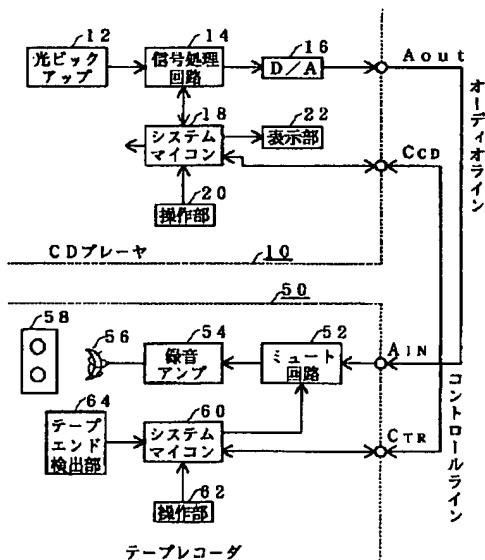 12
光ピック
アップ
14
信号処理
回路
16
D/A
Aout
18
システム
マイコン
22
表示部
CCD
20
操作部
オーディオライン
CDプレーヤ
10
50
58
56
54
録音
アンプ
52
ミュート
回路
AIN
64
テープ
エンド
検出部
60
システム
マイコン
CTR
62
操作部
コントロールライン
テープレコーダ